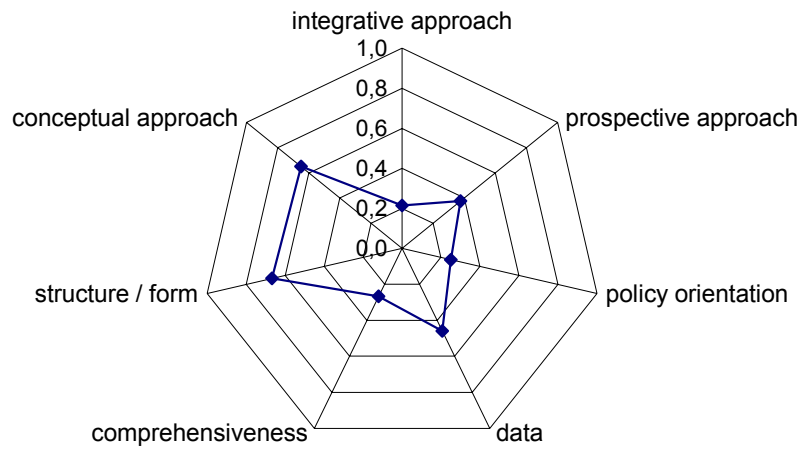 integrative approach
1,0
0,8
conceptual approach
prospective approach
0,6
0,4
0,2
0,0
structure / form
policy orientation
comprehensiveness
data